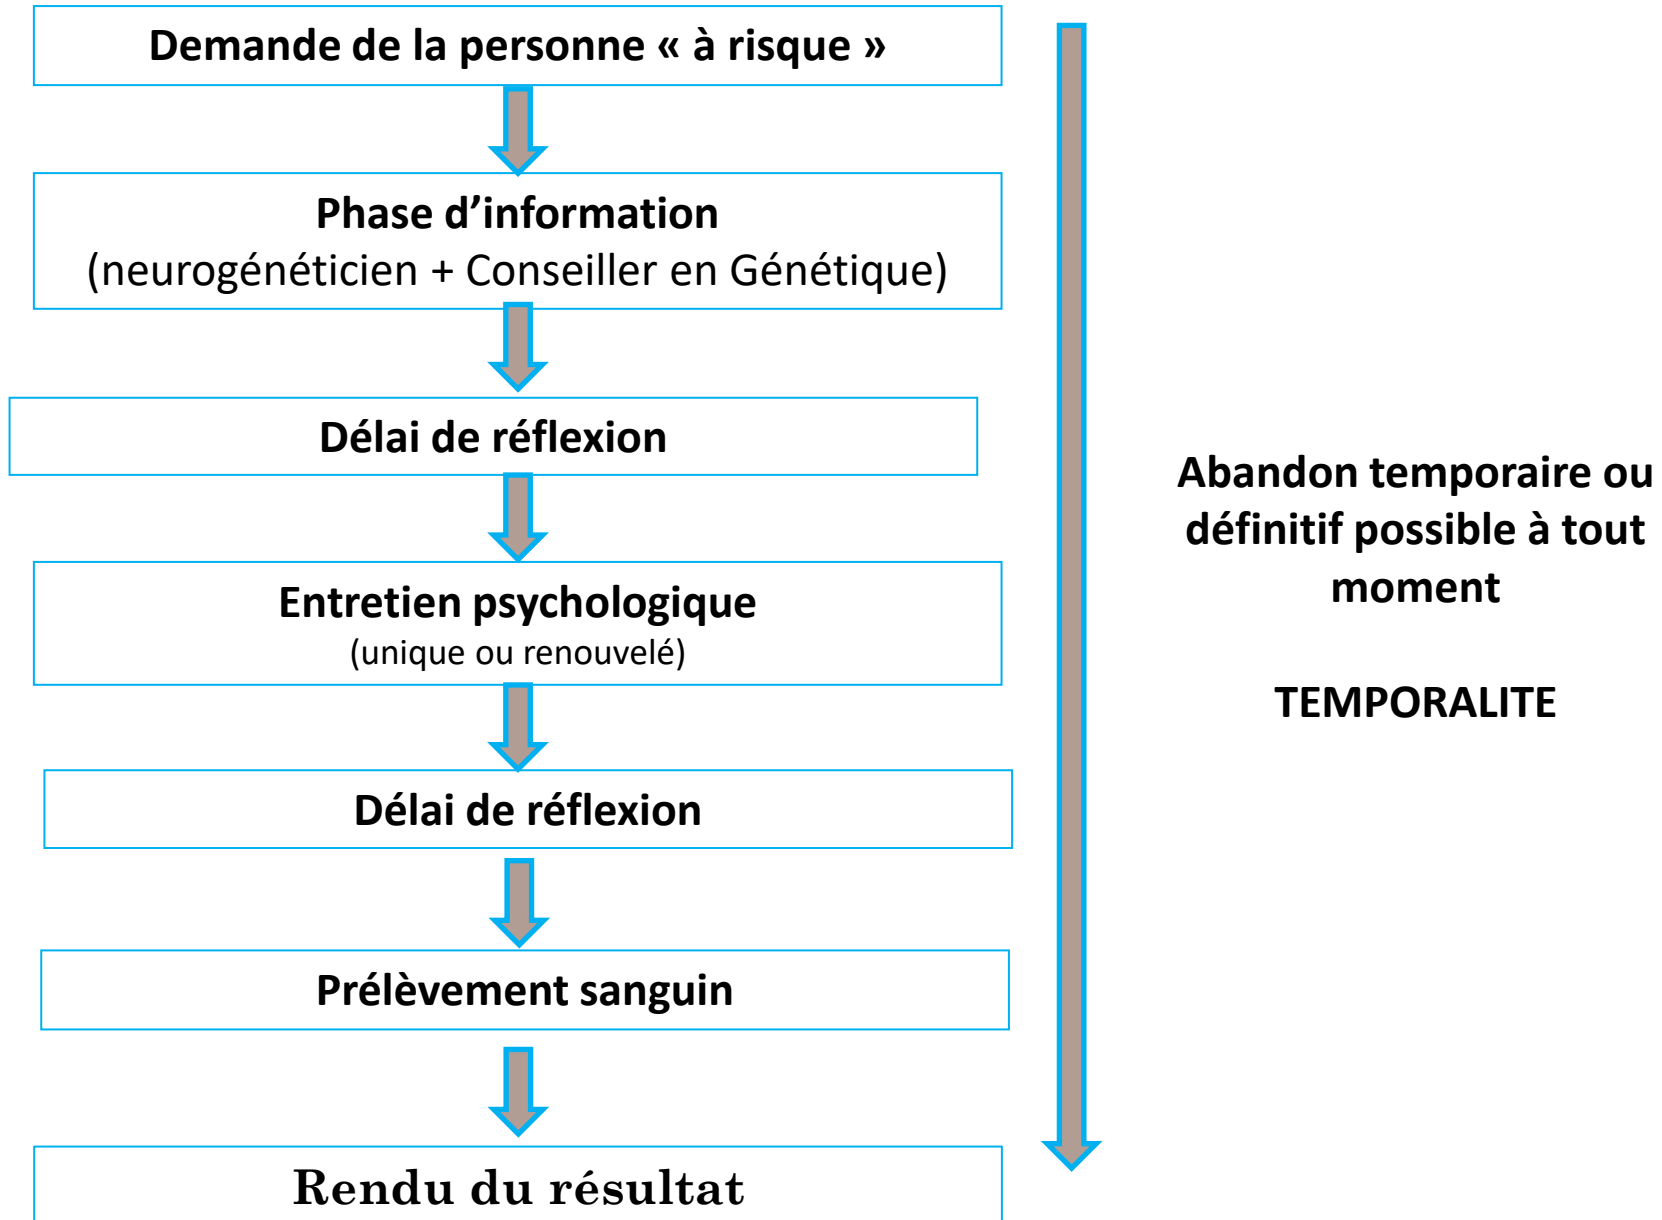 Demande de la personne « à risque »
Phase d’information
(neurogénéticien + Conseiller en Génétique)
Délai de réflexion
Entretien psychologique
(unique ou renouvelé)
Délai de réflexion
Prélèvement sanguin
Rendu du résultat
Abandon temporaire ou
définitif possible à tout
moment
TEMPORALITE